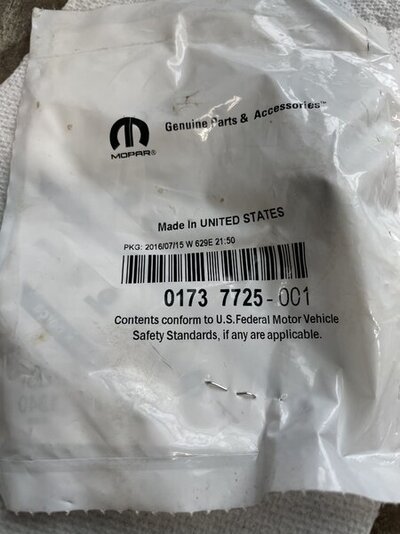 Genuine Parts & Accessories™
MOPAR®
Made in UNITED STATES
PKG: 2016/07/15 W 629E 21:50
0173 7725-001
Contents conform to U.S.Federal Motor Vehicle
Safety Standards, if any are applicable.